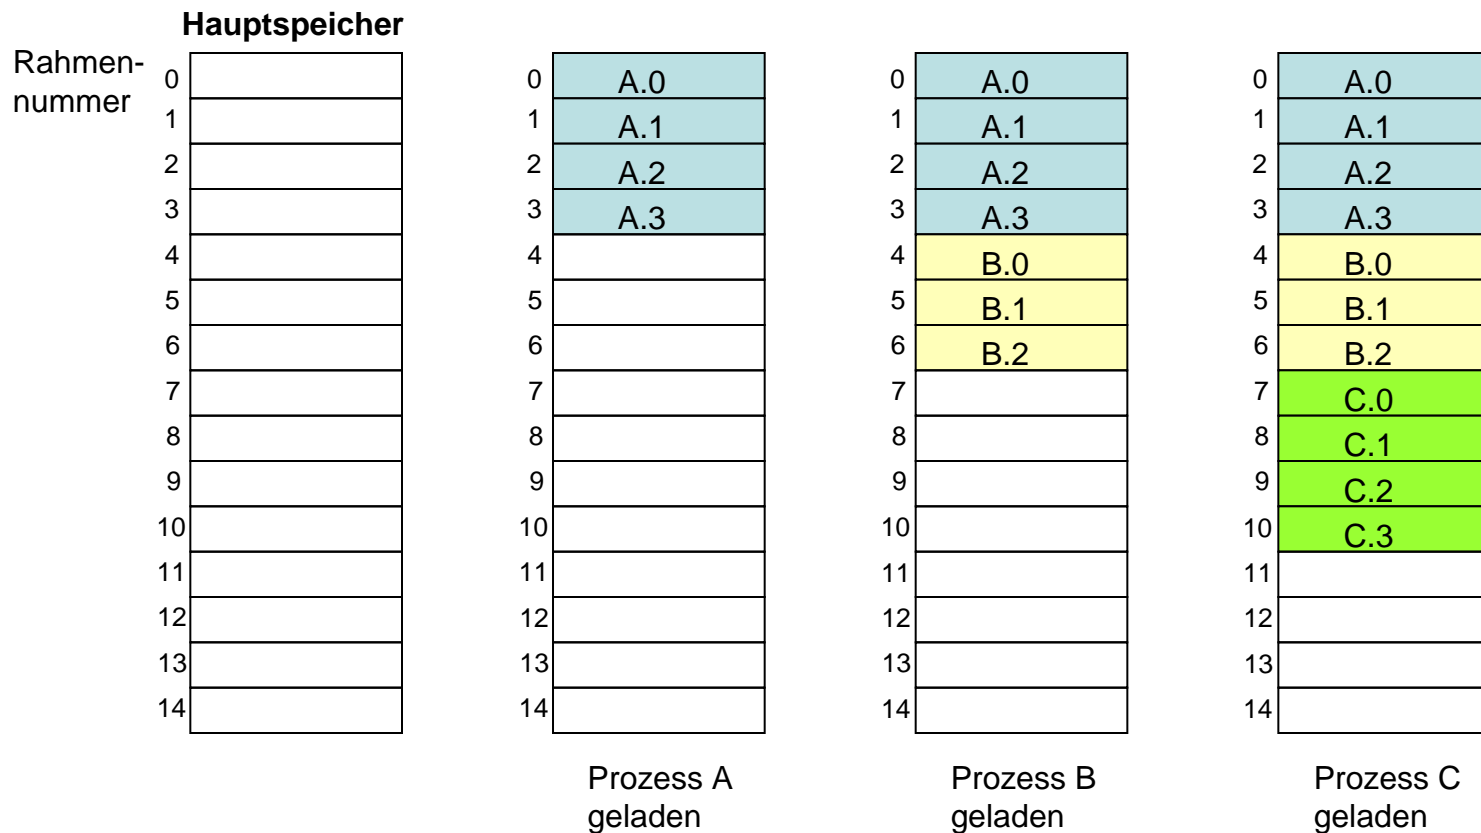 Hauptspeicher
Rahmen-
nummer
0
1
2
3
4
5
6
7
8
9
10
11
12
13
14
0 A.0
1 A.1
2 A.2
3 A.3
4
5
6
7
8
9
10
11
12
13
14
Prozess A
geladen
0 A.0
1 A.1
2 A.2
3 A.3
4 B.0
5 B.1
6 B.2
7
8
9
10
11
12
13
14
Prozess B
geladen
0 A.0
1 A.1
2 A.2
3 A.3
4 B.0
5 B.1
6 B.2
7 C.0
8 C.1
9 C.2
10 C.3
11
12
13
14
Prozess C
geladen